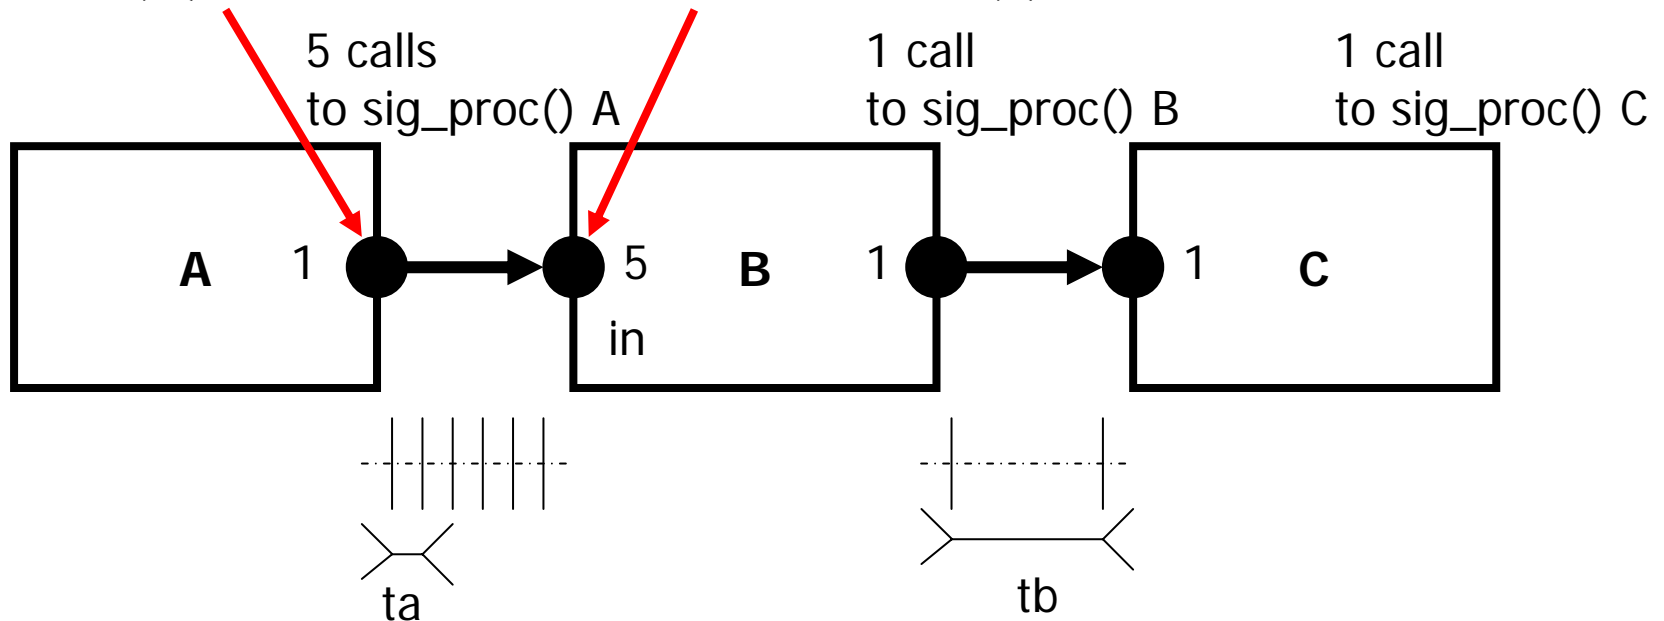 5 calls
to sig_proc() A
1 call
to sig_proc() B
1 call
to sig_proc() C
A 1 5 B 1 1 C
in
ta
tb